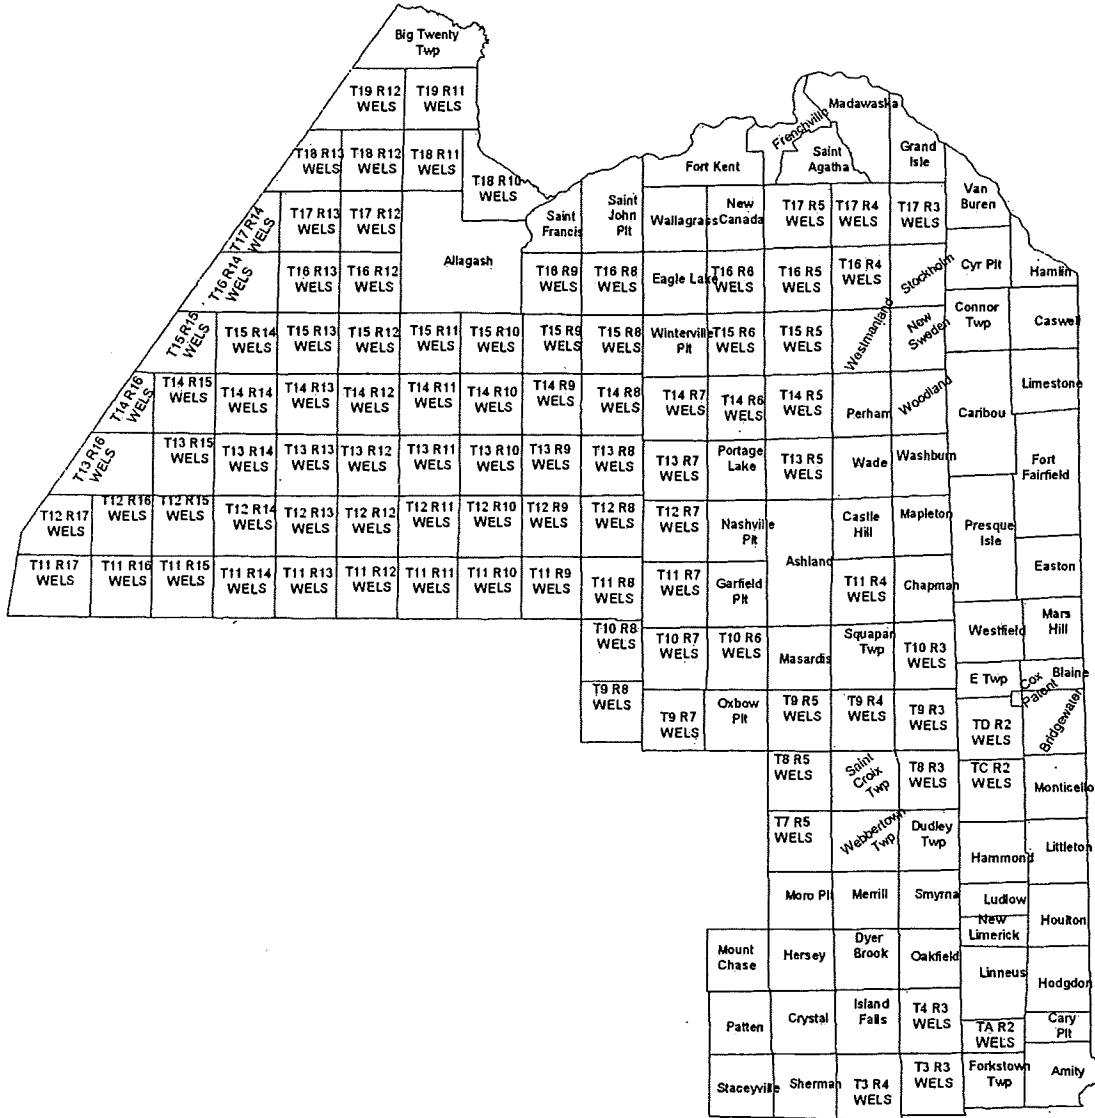 Big Twenty
Twp
T19 R12
WELS
T19 R11
WELS
Madawaska
Frenchville
Grand
Isle
T18 R13
WELS
T18 R12
WELS
T18 R11
WELS
T18 R10
WELS
Fort Kent
Saint
Agatha
Van
Buren
T17 R14
WELS
T17 R13
WELS
T17 R12
WELS
Allagash
Saint
Francis
Saint
John
Plt
Wallagrass
New
Canada
T17 R5
WELS
T17 R4
WELS
T17 R3
WELS
T16 R14
WELS
T16 R13
WELS
T16 R12
WELS
T16 R9
WELS
T16 R8
WELS
Eagle Lake
T16 R6
WELS
T16 R5
WELS
T16 R4
WELS
Stockholm
Cyr Plt
Hamlin
T15 R15
WELS
T15 R14
WELS
T15 R13
WELS
T15 R12
WELS
T15 R11
WELS
T15 R10
WELS
T15 R9
WELS
T15 R8
WELS
Winterville
Plt
T15 R6
WELS
T15 R5
WELS
Westmanland
New
Sweden
Connor
Twp
Caswell
T14 R16
WELS
T14 R15
WELS
T14 R14
WELS
T14 R13
WELS
T14 R12
WELS
T14 R11
WELS
T14 R10
WELS
T14 R9
WELS
T14 R8
WELS
T14 R7
WELS
T14 R6
WELS
T14 R5
WELS
Perham
Woodland
Caribou
Limestone
T13 R16
WELS
T13 R15
WELS
T13 R14
WELS
T13 R13
WELS
T13 R12
WELS
T13 R11
WELS
T13 R10
WELS
T13 R9
WELS
T13 R8
WELS
T13 R7
WELS
Portage
Lake
T13 R5
WELS
Wade
Washburn
Fort
Fairfield
T12 R17
WELS
T12 R16
WELS
T12 R15
WELS
T12 R14
WELS
T12 R13
WELS
T12 R12
WELS
T12 R11
WELS
T12 R10
WELS
T12 R9
WELS
T12 R8
WELS
T12 R7
WELS
Nashville
Plt
Ashland
Castle
Hill
Mapleton
Presque
Isle
T11 R17
WELS
T11 R16
WELS
T11 R15
WELS
T11 R14
WELS
T11 R13
WELS
T11 R12
WELS
T11 R11
WELS
T11 R10
WELS
T11 R9
WELS
T11 R8
WELS
T11 R7
WELS
Garfield
Plt
T11 R4
WELS
Chapman
Easton
T10 R8
WELS
T10 R7
WELS
T10 R6
WELS
Masardis
Squapan
Twp
T10 R3
WELS
Westfield
Mars
Hill
T9 R8
WELS
T9 R7
WELS
Oxbow
Plt
T9 R5
WELS
T9 R4
WELS
T9 R3
WELS
E Twp
Cox
Patent
Blaine
TD R2
WELS
Bridgewater
T8 R5
WELS
Saint
Croix
Twp
T8 R3
WELS
TC R2
WELS
Monticello
T7 R5
WELS
Webbertown
Twp
Dudley
Twp
Hammond
Littleton
Moro Plt
Merrill
Smyrna
Ludlow
New
Limerick
Houlton
Mount
Chase
Hersey
Dyer
Brook
Oakfield
Linneus
Hodgdon
Patten
Crystal
Island
Falls
T4 R3
WELS
TA R2
WELS
Cary
Plt
Staceyville
Sherman
T3 R4
WELS
T3 R3
WELS
Forkstown
Twp
Amity